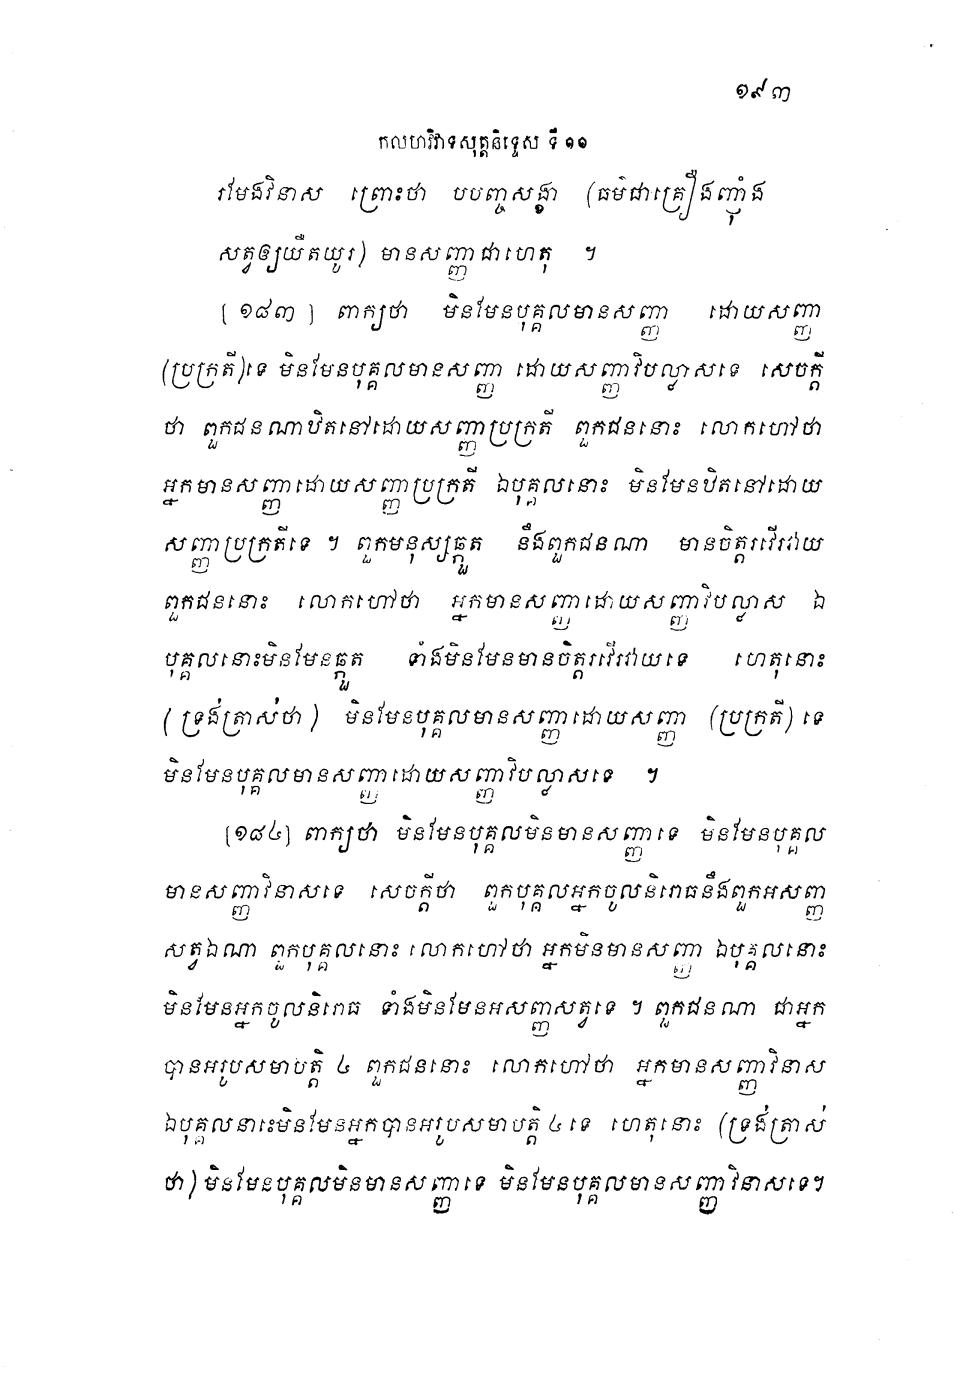 ១៩៣
កលហវិវាទសុត្តនិទ្ទេស ទី ១១
រមែងវិនាស ព្រោះថា បបញ្ចសង្ខា (ធម៌ជាគ្រឿងញ៉ាំង
សត្វឲ្យយឺតយូរ) មានសញ្ញាជាហេតុ ។
[ ១៨៣ ] ពាក្យថា មិនមែនបុគ្គលមានសញ្ញា ដោយសញ្ញា
(ប្រក្រតី)ទេ មិនមែនបុគ្គលមានសញ្ញា ដោយសញ្ញាវិបល្លាសទេ សេចក្តី
ថា ពួកជនណាឋិតនៅដោយសញ្ញាប្រក្រតី ពួកជននោះ លោកហៅថា
អ្នកមានសញ្ញាដោយសញ្ញាប្រក្រតី ឯបុគ្គលនោះ មិនមែនឋិតនៅដោយ
សញ្ញាប្រក្រតីទេ ។ ពួកមនុស្សឆ្កួត នឹងពួកជនណា មានចិត្តរវើរវាយ
ពួកជននោះ លោកហៅថា អ្នកមានសញ្ញាដោយសញ្ញាវិបល្លាស ឯ
បុគ្គលនោះមិនមែនឆ្កួត ទាំងមិនមែនមានចិត្តរវើរវាយទេ ហេតុនោះ
( ទ្រង់ត្រាស់ថា ) មិនមែនបុគ្គលមានសញ្ញាដោយសញ្ញា (ប្រក្រតី) ទេ
មិនមែនបុគ្គលមានសញ្ញាដោយសញ្ញាវិបល្លាសទេ ។
[១៨៤] ពាក្យថា មិនមែនបុគ្គលមិនមានសញ្ញាទេ មិនមែនបុគ្គល
មានសញ្ញាវិនាសទេ សេចក្តីថា ពួកបុគ្គលអ្នកចូលនិរោធនឹងពួកអសញ្ញ
សត្វឯណា ពួកបុគ្គលនោះ លោកហៅថា អ្នកមិនមានសញ្ញា ឯបុគ្គលនោះ
មិនមែនអ្នកចូលនិរោធ ទាំងមិនមែនអសញ្ញសត្វទេ ។ ពួកជនណា ជាអ្នក
បានអរូបសមាបត្តិ ៤ ពួកជននោះ លោកហៅថា អ្នកមានសញ្ញាវិនាស
ឯបុគ្គលនោះមិនមែនអ្នកបានអរូបសមាបត្តិ ៤ ទេ ហេតុនោះ (ទ្រង់ត្រាស់
ថា) មិនមែនបុគ្គលមិនមានសញ្ញាទេ មិនមែនបុគ្គលមានសញ្ញាវិនាសទេ។